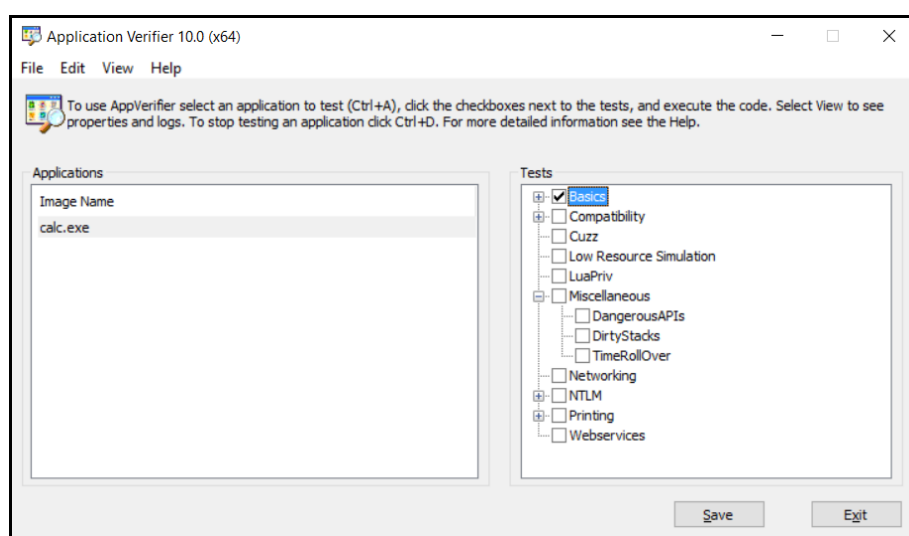 Application Verifier 10.0 (x64)
File Edit View Help
To use AppVerifier select an application to test (Ctrl+A), click the checkboxes next to the tests, and execute the code. Select View to see
properties and logs. To stop testing an application click Ctrl+D. For more detailed information see the Help.
Applications
Image Name
calc.exe
Tests
Basics
Compatibility
Cuzz
Low Resource Simulation
LuaPriv
Miscellaneous
DangerousAPIs
DirtyStacks
TimeRollOver
Networking
NTLM
Printing
Webservices
Save Exit